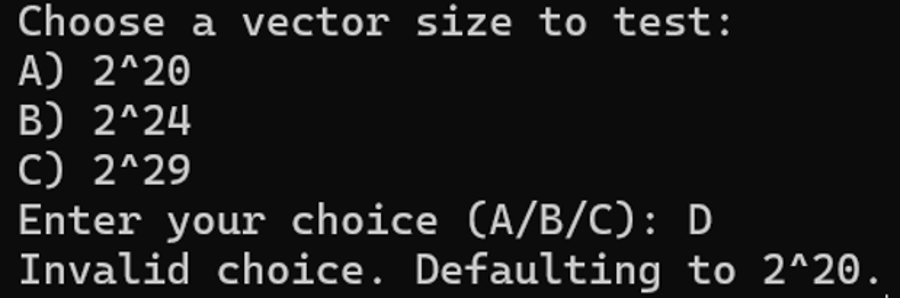 Choose a vector size to test:
A) 2^20
B) 2^24
C) 2^29
Enter your choice (A/B/C): D
Invalid choice. Defaulting to 2^20.